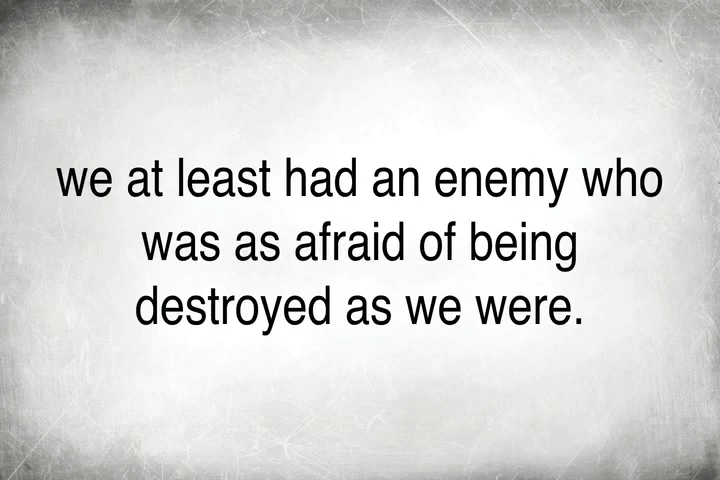 we at least had an enemy who
was as afraid of being
destroyed as we were.